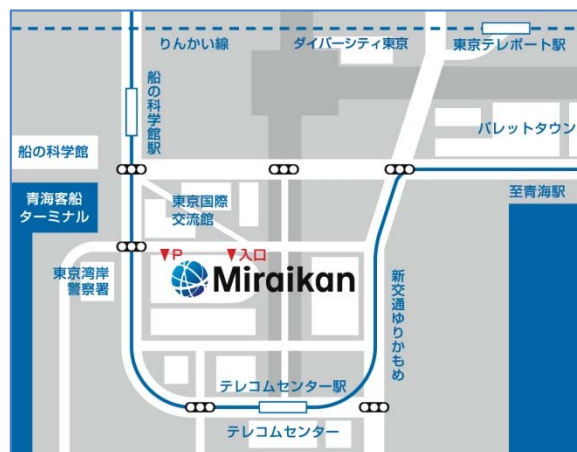 りんかい線
ダイバーシティ東京
東京テレポート駅
船の科学館駅
パレットタウン
船の科学館
至青海駅
青海客船
ターミナル
東京国際
交流館
P
入口
東京湾岸
警察署
Miraikan
新交通ゆりかもめ
テレコムセンター駅
テレコムセンター